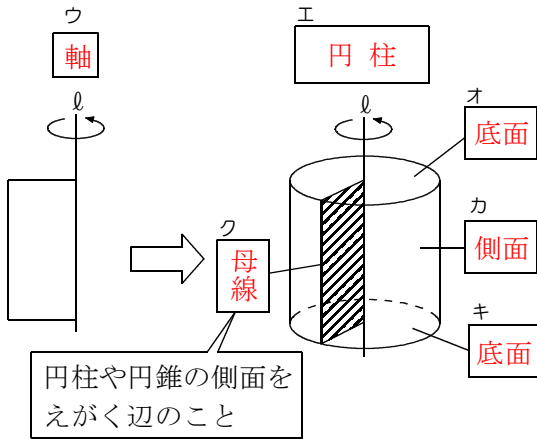 ウ
軸
ℓ
エ
円柱
ℓ
オ
底面
カ
側面
キ
底面
ク
母線
円柱や円錐の側面を
えがく辺のこと